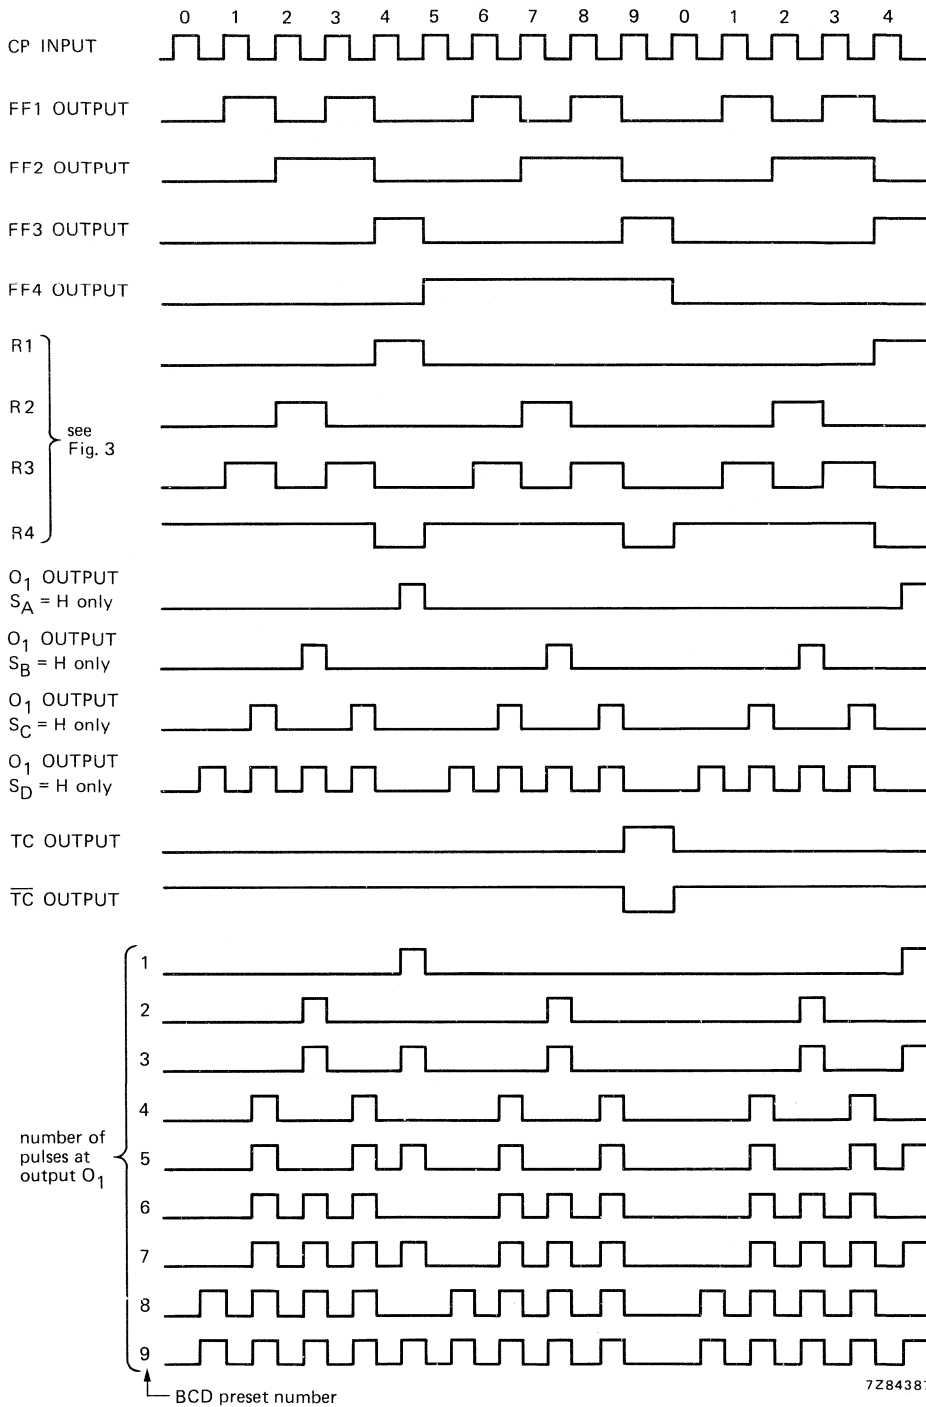 0 1 2 3 4 5 6 7 8 9 0 1 2 3 4
CP INPUT
FF1 OUTPUT
FF2 OUTPUT
FF3 OUTPUT
FF4 OUTPUT
R1
R2
see
Fig. 3
R3
R4
O1 OUTPUT
SA = H only
O1 OUTPUT
SB = H only
O1 OUTPUT
SC = H only
O1 OUTPUT
SD = H only
TC OUTPUT
T̅C̅ OUTPUT
1
2
3
4
number of
pulses at
output O1
5
6
7
8
9
BCD preset number
7Z84387